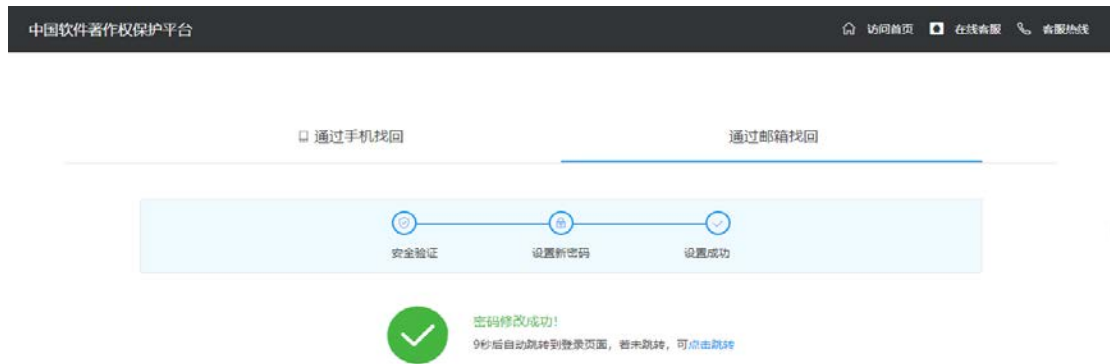 中国软件著作权保护平台 访问首页 在线客服 客服热线
通过手机找回 通过邮箱找回
安全验证 设置新密码 设置成功
密码修改成功!
9秒后自动跳转到登录页面，若未跳转，可点击跳转